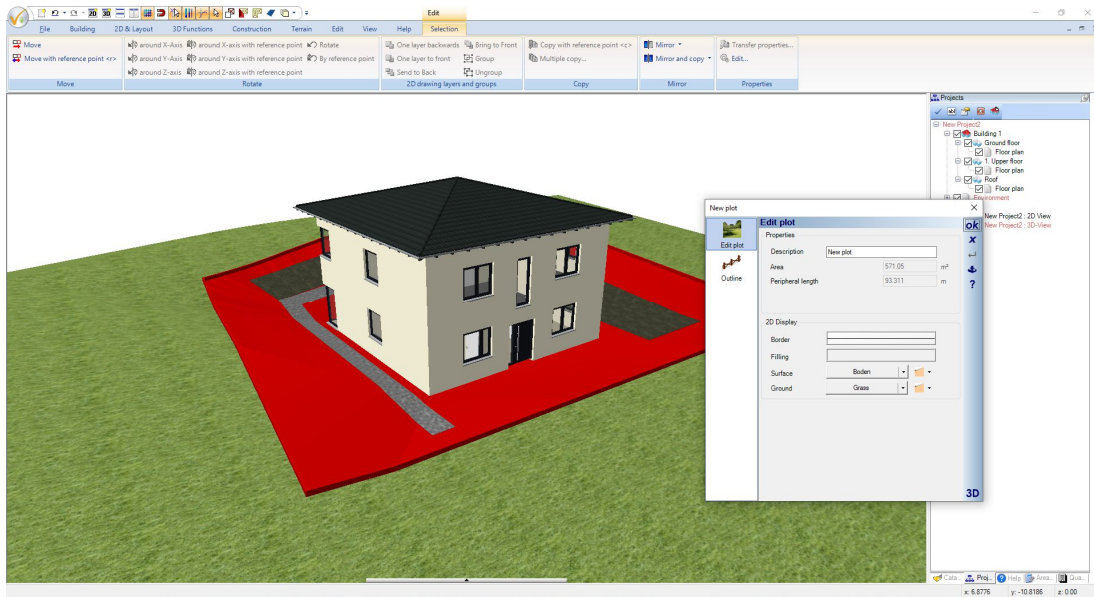 2D 3D Edit
File Building 2D & Layout 3D Functions Construction Terrain Edit View Help Selection
Move around X-Axis around X-axis with reference point Rotate One layer backwards Bring to Front Copy with reference point <c> Mirror Transfer properties...
Move with reference point <r> around Y-Axis around Y-axis with reference point By reference point One layer to front Group Multiple copy... Mirror and copy Edit...
around Z-axis around Z-axis with reference point Send to Back Ungroup
Move Rotate 2D drawing layers and groups Copy Mirror Properties
Projects
New Project2
Building 1
Ground floor
Floor plan
1. Upper floor
Floor plan
Roof
Floor plan
Environment
New Project2 : 2D View
New Project2 : 3D-View
New plot
Edit plot
Outline
Edit plot
Properties
Description New plot
Area 571.05 m²
Peripheral length 93.311 m
2D Display
Border
Filling
Surface Boden
Ground Grass
ok
x
?
3D
Cata... Proj... Help Area... Qua...
x: 6.8776 y: -10.8186 z: 0.00